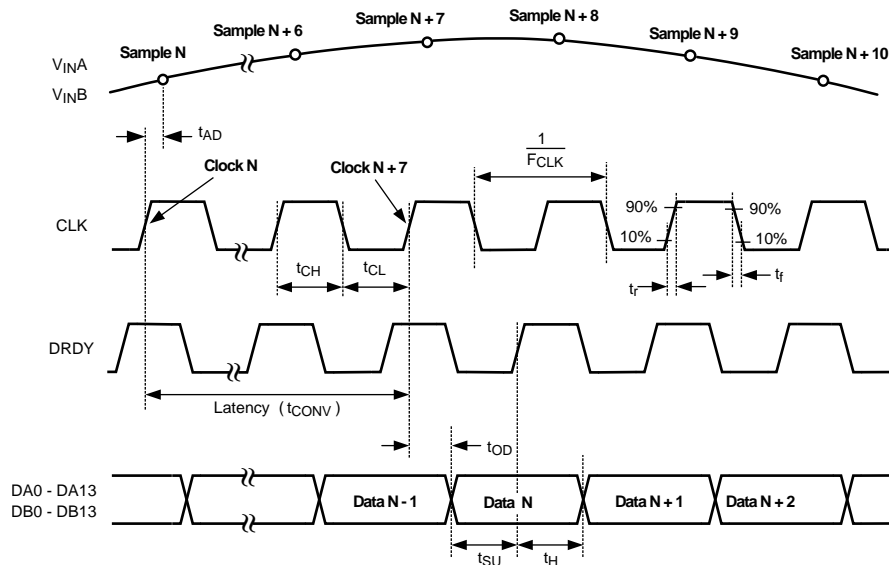 Sample N
Sample N + 6
Sample N + 7
Sample N + 8
Sample N + 9
Sample N + 10
VINA
VINB
tAD
Clock N
Clock N + 7
1
FCLK
CLK
90%
90%
10%
10%
tCH
tCL
tr
tf
DRDY
Latency ( tCONV )
tOD
DA0 - DA13
DB0 - DB13
Data N - 1
Data N
Data N + 1
Data N + 2
tSU
tH